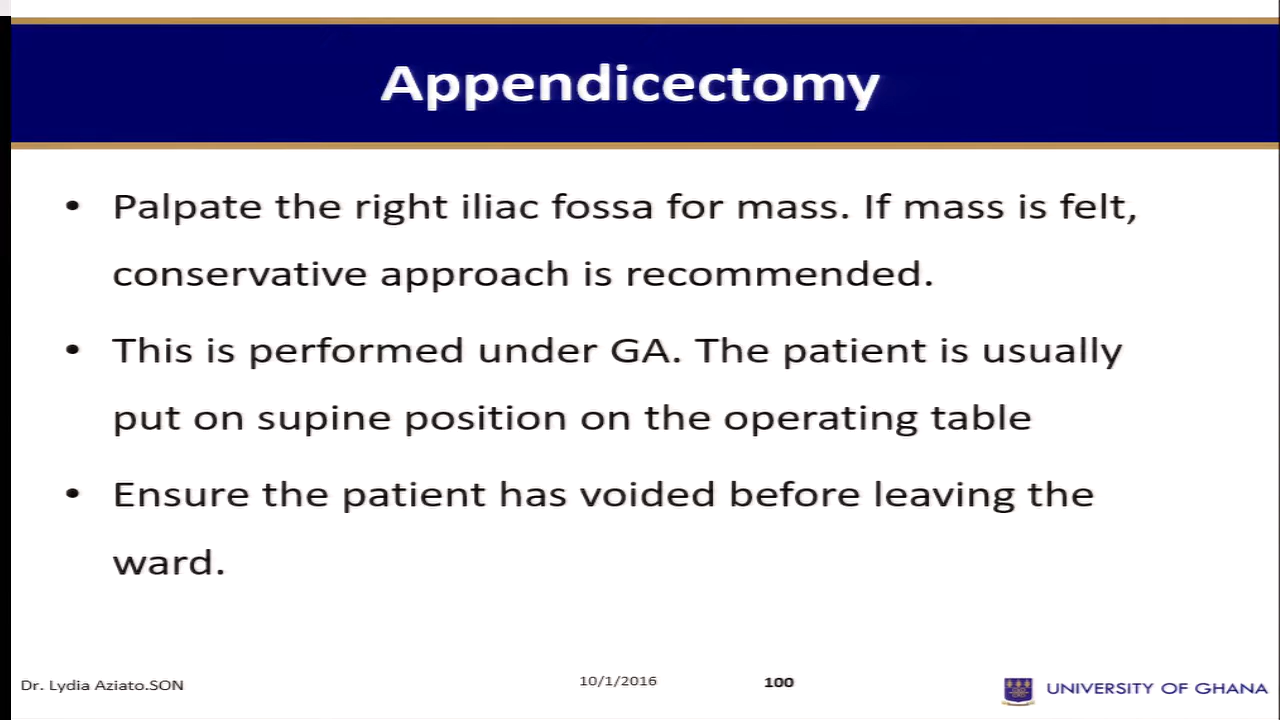 Appendicectomy
• Palpate the right iliac fossa for mass. If mass is felt,
conservative approach is recommended.
• This is performed under GA. The patient is usually
put on supine position on the operating table
• Ensure the patient has voided before leaving the
ward.
Dr. Lydia Aziato.SON
10/1/2016
100
UNIVERSITY OF GHANA